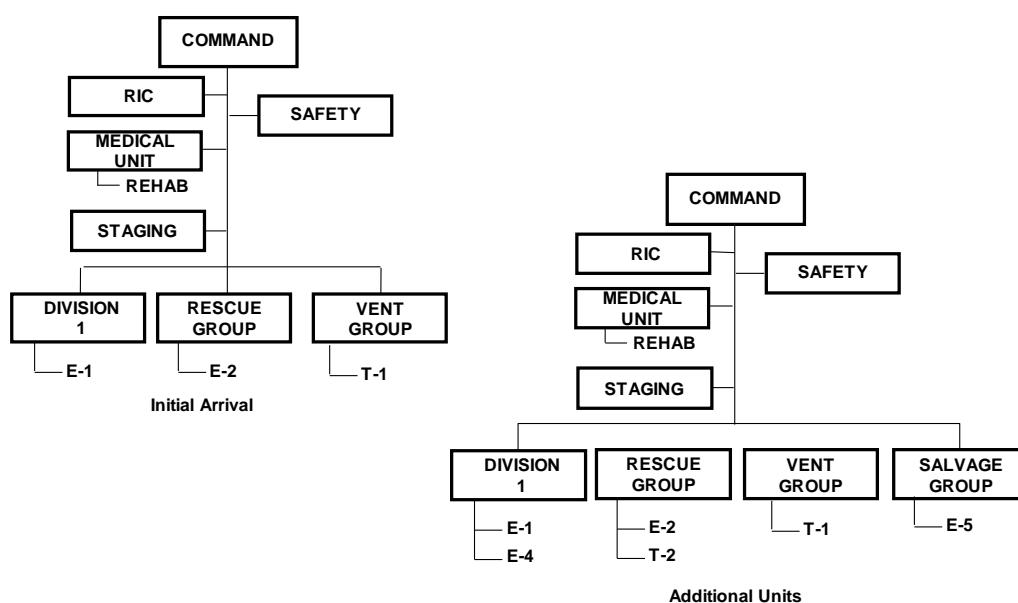 COMMAND
RIC
SAFETY
MEDICAL
UNIT
REHAB
STAGING
DIVISION
1
RESCUE
GROUP
VENT
GROUP
E-1
E-2
T-1
Initial Arrival
COMMAND
RIC
SAFETY
MEDICAL
UNIT
REHAB
STAGING
DIVISION
1
RESCUE
GROUP
VENT
GROUP
SALVAGE
GROUP
E-1
E-4
E-2
T-2
T-1
E-5
Additional Units